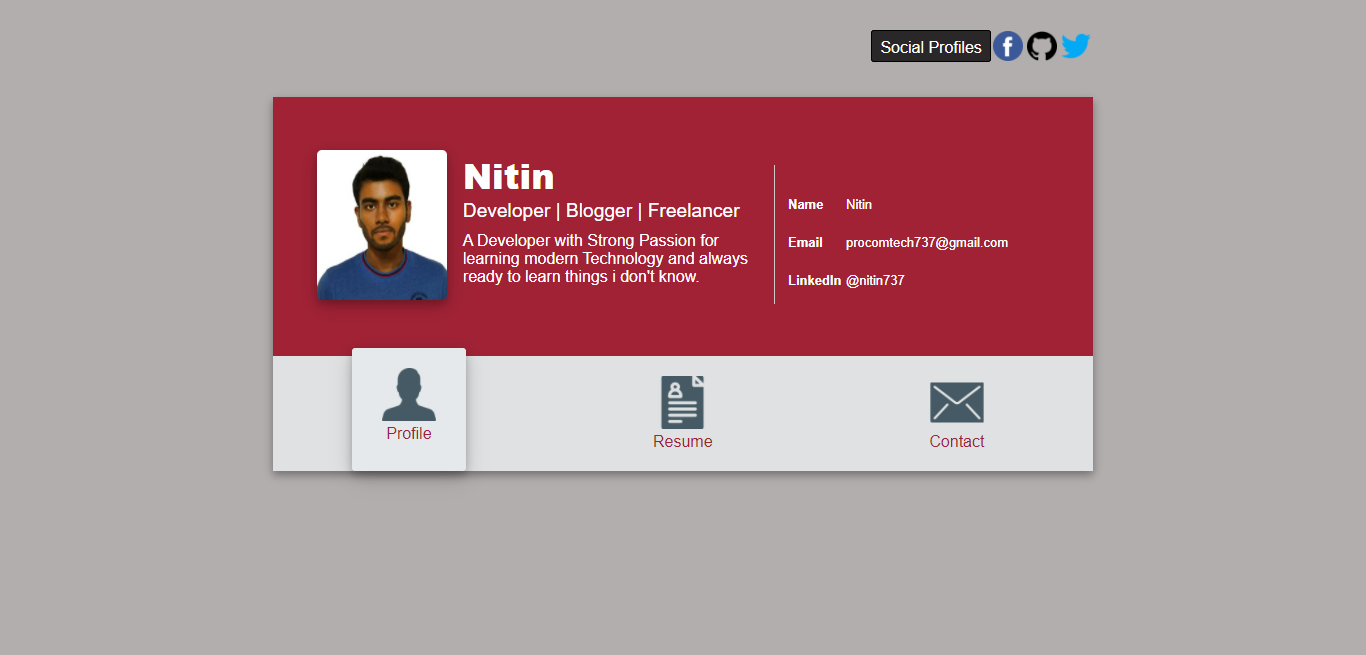 Social Profiles
Nitin
Developer | Blogger | Freelancer
A Developer with Strong Passion for
learning modern Technology and always
ready to learn things i don't know.
Name Nitin
Email procomtech737@gmail.com
LinkedIn @nitin737
Profile
Resume
Contact